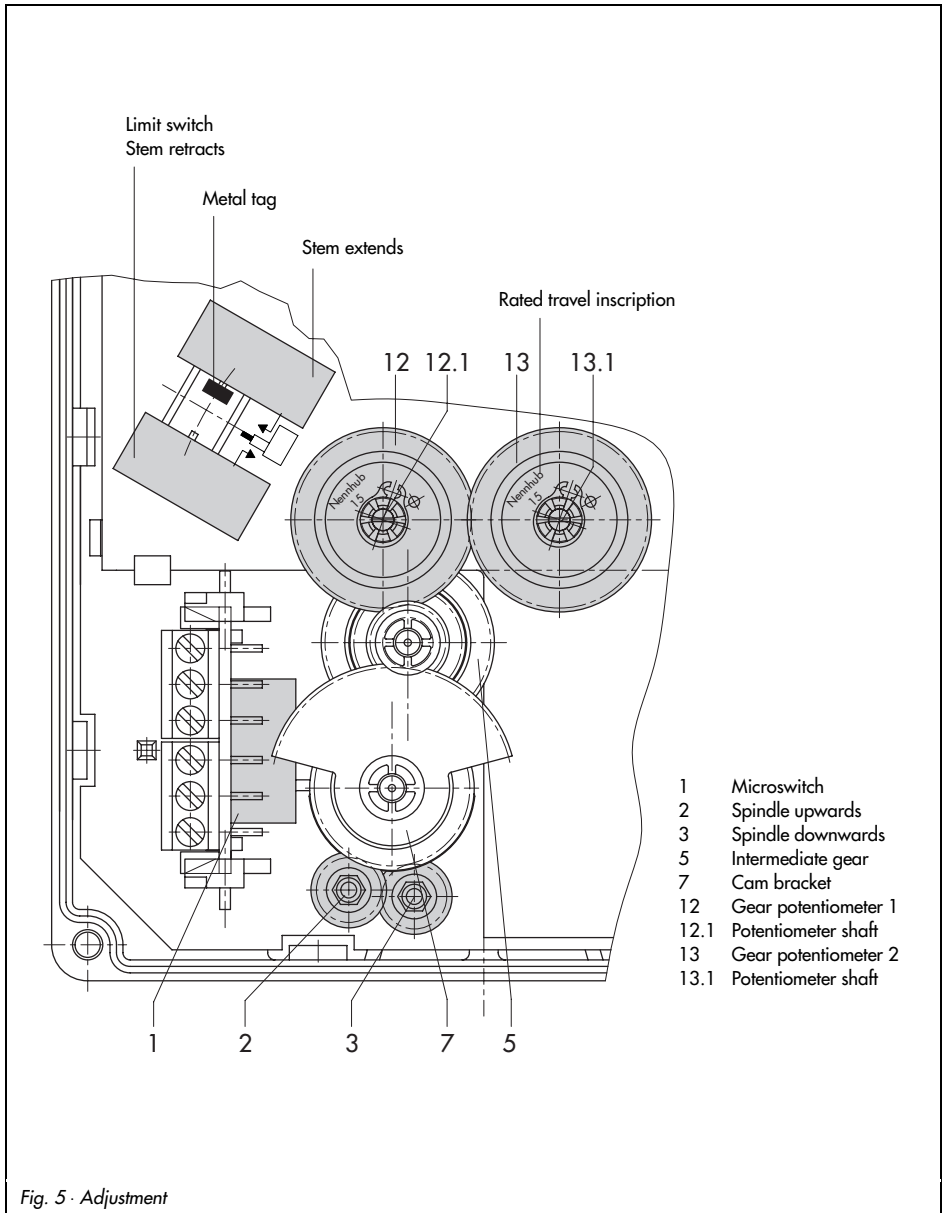 Limit switch
Stem retracts
Metal tag
Stem extends
Rated travel inscription
12 12.1 13 13.1
Nennhub
15
Nennhub
15
1 Microswitch
2 Spindle upwards
3 Spindle downwards
5 Intermediate gear
7 Cam bracket
12 Gear potentiometer 1
12.1 Potentiometer shaft
13 Gear potentiometer 2
13.1 Potentiometer shaft
1 2 3 7 5
Fig. 5 · Adjustment